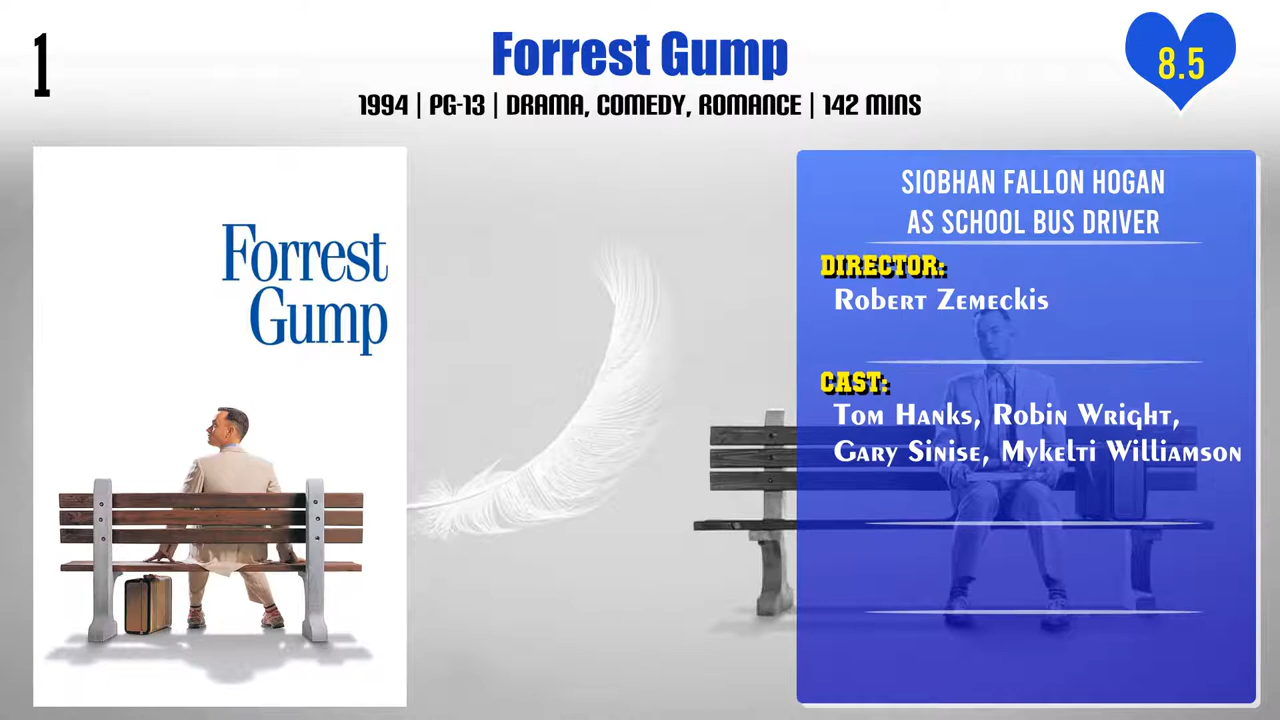 1
Forrest Gump
1994 | PG-13 | DRAMA, COMEDY, ROMANCE | 142 MINS
8.5
Forrest
Gump
SIOBHAN FALLON HOGAN
AS SCHOOL BUS DRIVER
DIRECTOR:
Robert Zemeckis
CAST:
Tom Hanks, Robin Wright,
Gary Sinise, Mykelti Williamson